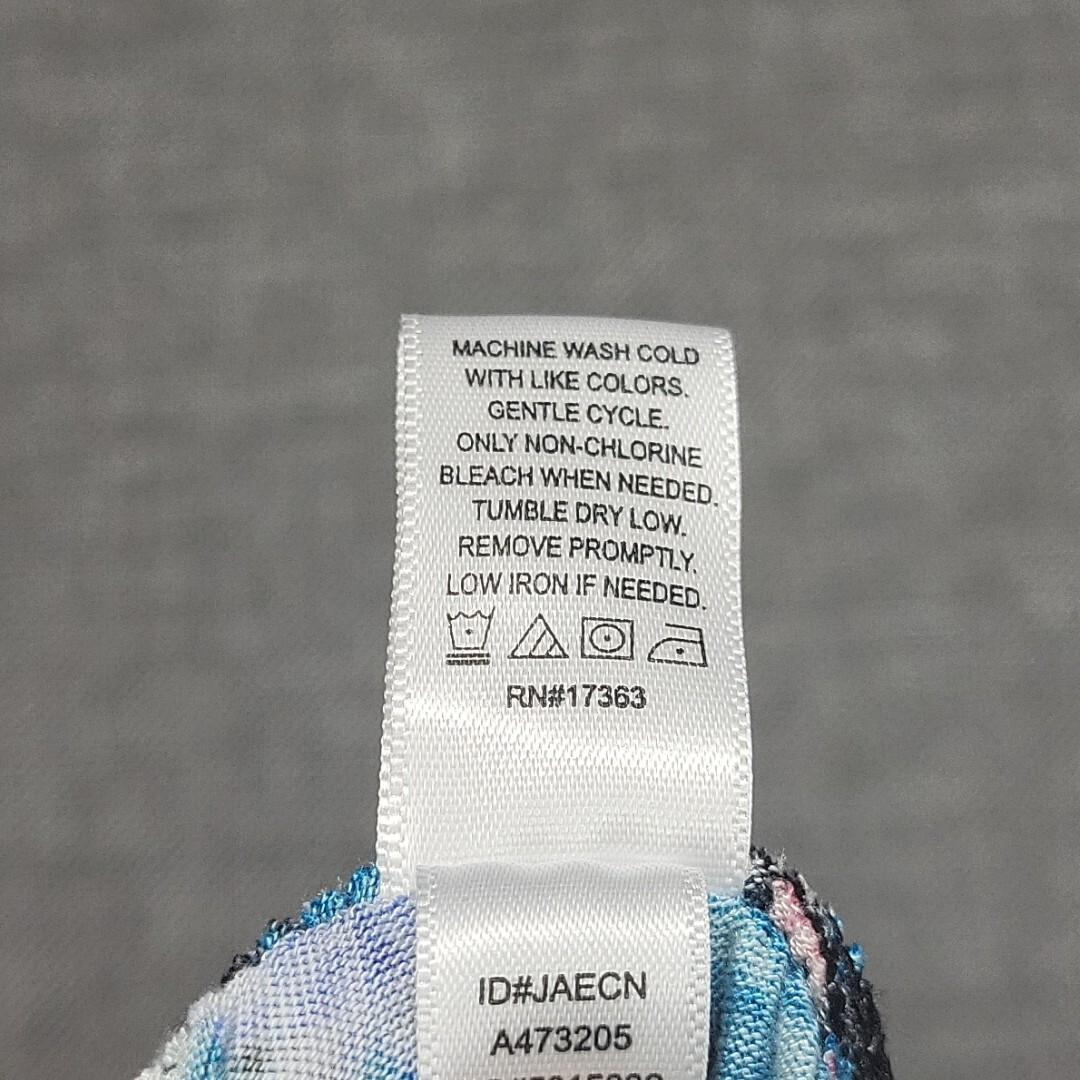 MACHINE WASH COLD
WITH LIKE COLORS.
GENTLE CYCLE.
ONLY NON-CHLORINE
BLEACH WHEN NEEDED.
TUMBLE DRY LOW.
REMOVE PROMPTLY.
LOW IRON IF NEEDED.
RN#17363
ID#JAECN
A473205